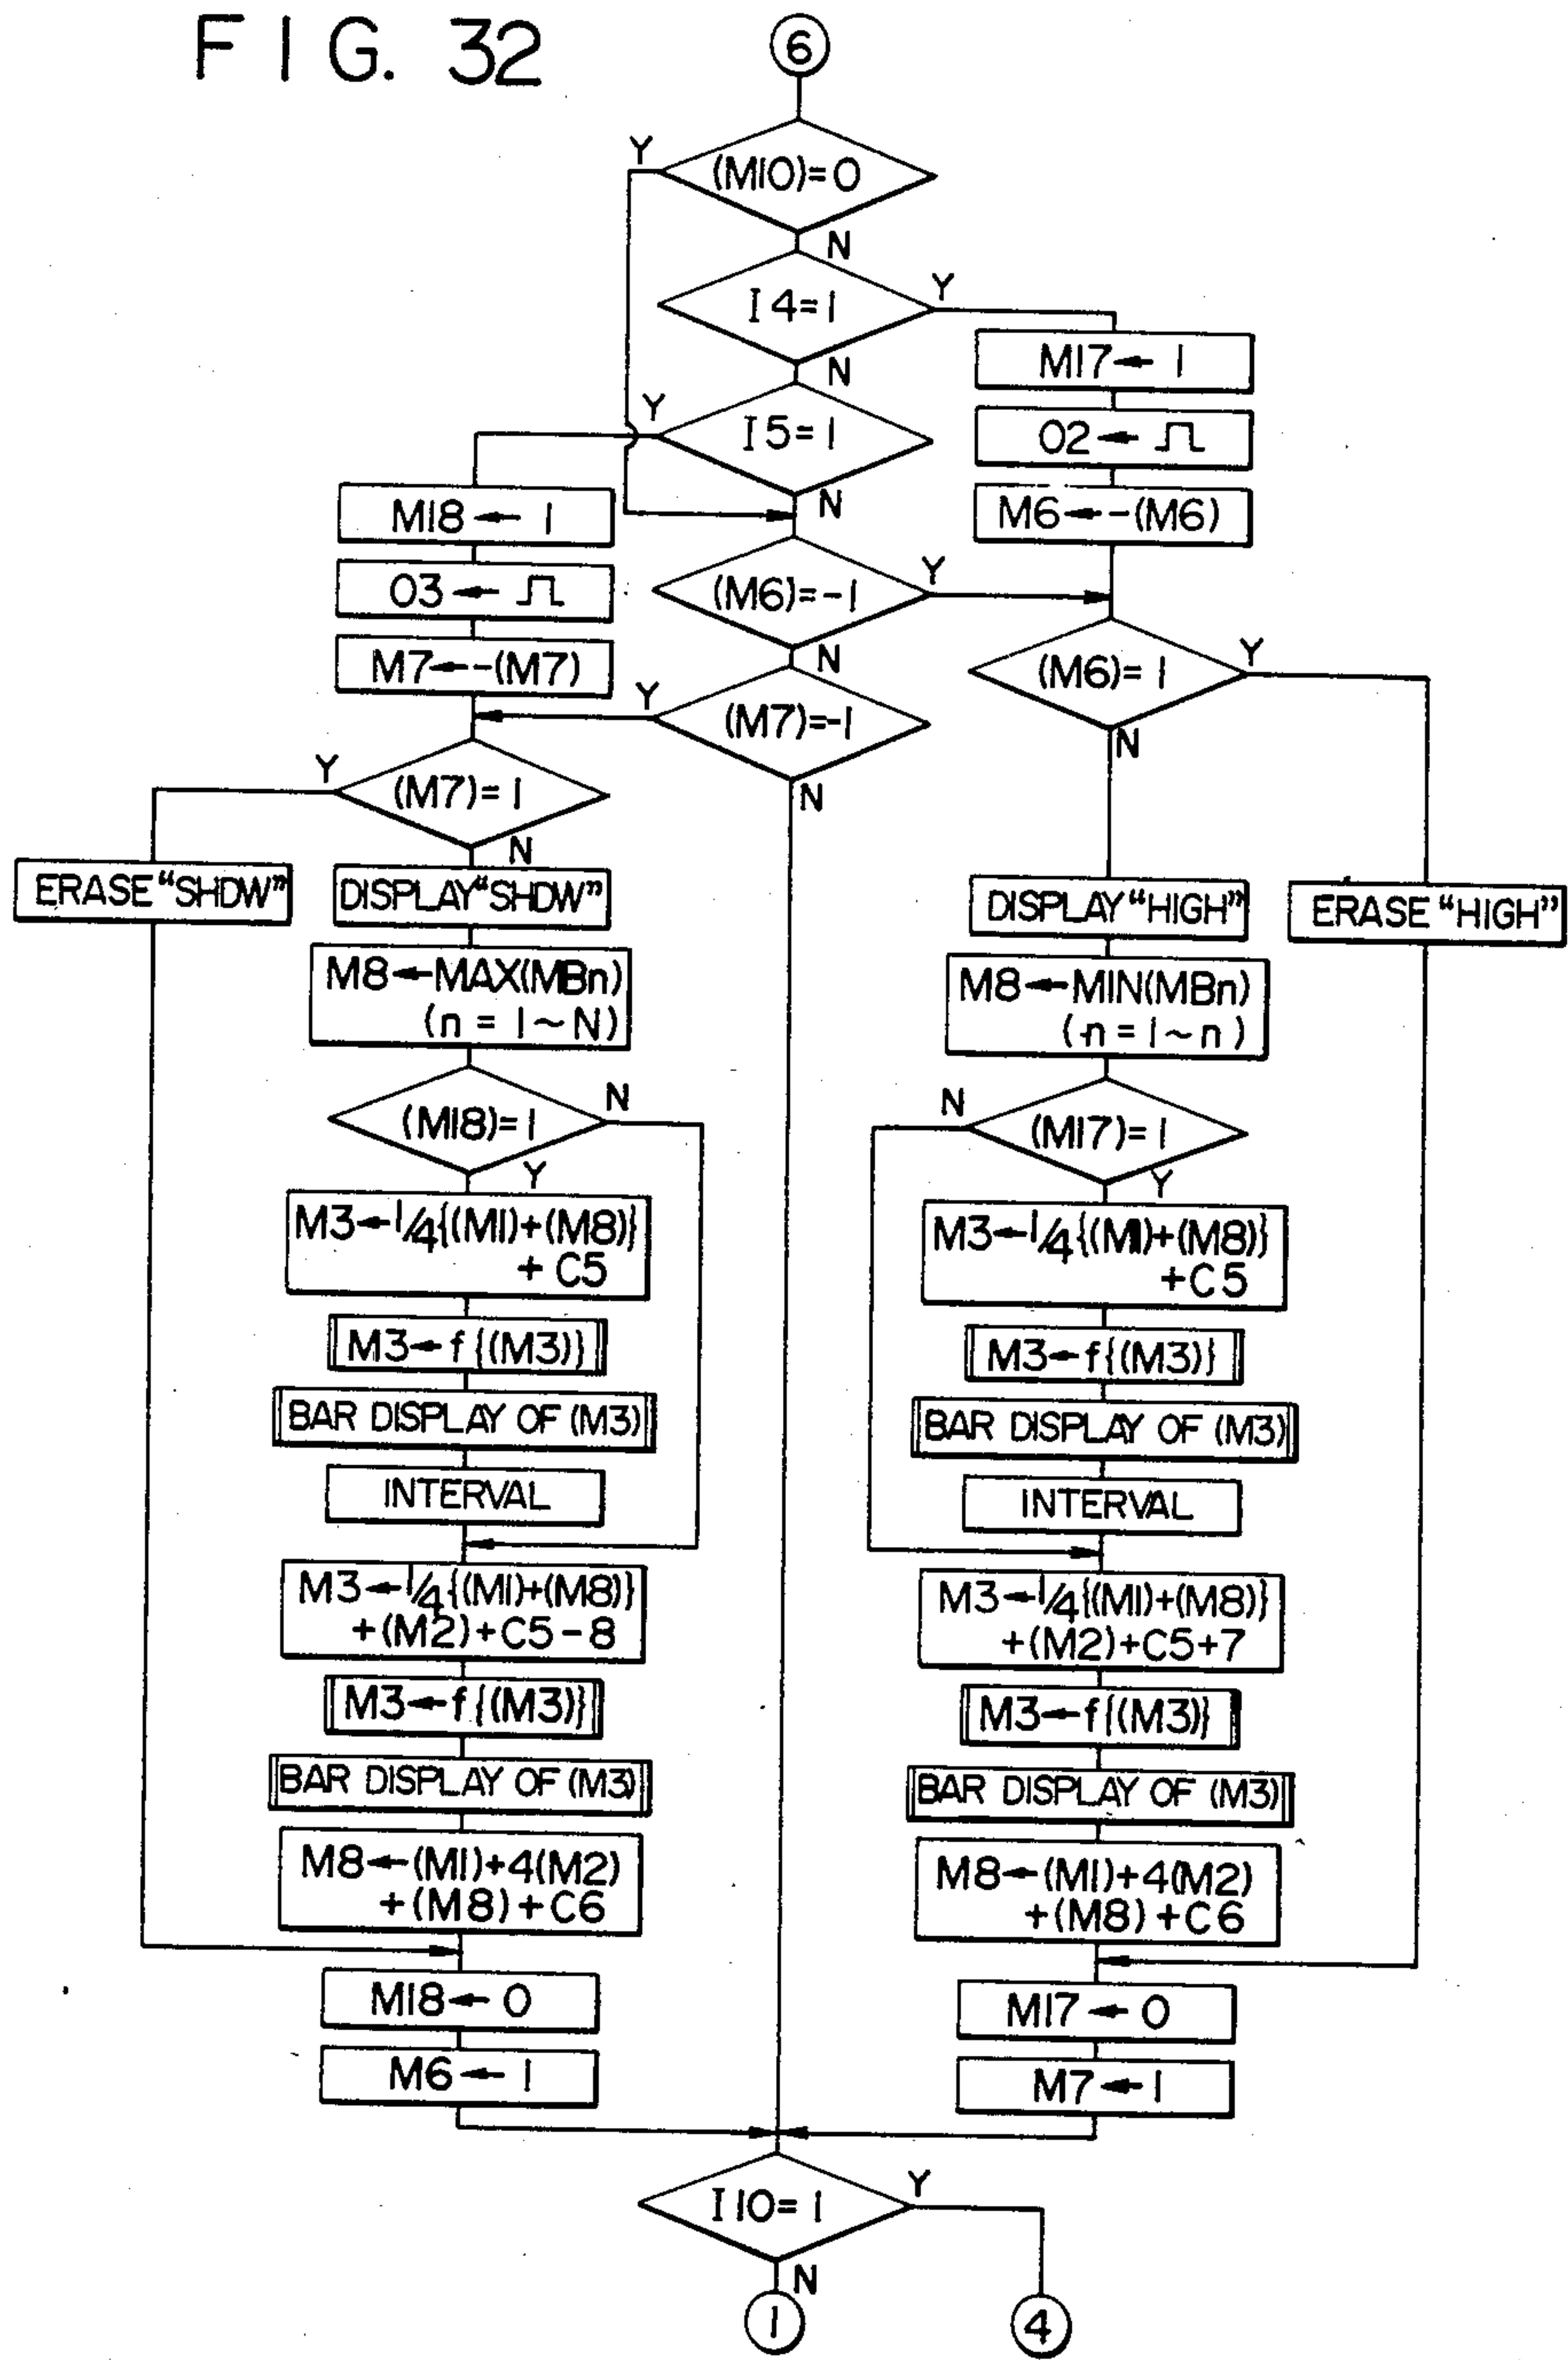 FIG. 32
6
Y
(M10)=0
N
I4=1
Y
N
M17←1
Y
I5=1
O2←
N
M18←1
M6←-(M6)
O3←
(M6)=-1
Y
N
M7←-(M7)
(M6)=1
Y
Y
(M7)=-1
N
N
Y
(M7)=1
N
ERASE "SHDW"
DISPLAY "SHDW"
DISPLAY "HIGH"
ERASE "HIGH"
M8←MAX(MBn)
(n = 1~N)
M8←MIN(MBn)
(n = 1~n)
(M18)=1
N
Y
N
(M17)=1
Y
M3←1/4{(M1)+(M8)}
+ C5
M3←1/4{(M1)+(M8)}
+C5
M3←f{(M3)}
M3←f{(M3)}
BAR DISPLAY OF (M3)
BAR DISPLAY OF (M3)
INTERVAL
INTERVAL
M3←1/4{(M1)+(M8)}
+(M2)+C5-8
M3←1/4{(M1)+(M8)}
+(M2)+C5+7
M3←f{(M3)}
M3←f{(M3)}
BAR DISPLAY OF (M3)
BAR DISPLAY OF (M3)
M8←(M1)+4(M2)
+(M8)+C6
M8←(M1)+4(M2)
+(M8)+C6
M18←0
M17←0
M6←1
M7←1
I10=1
Y
N
1
4